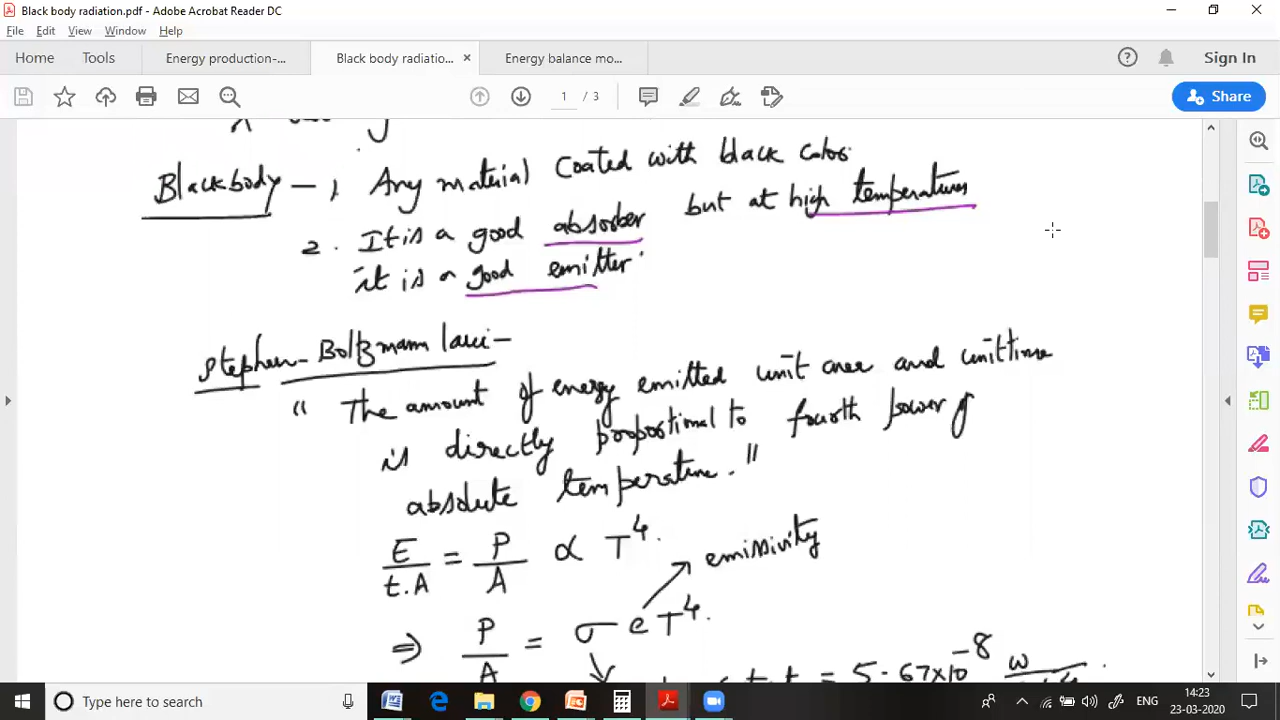 Black body radiation.pdf - Adobe Acrobat Reader DC
File Edit View Window Help
Home Tools Energy production-... Black body radiatio... × Energy balance mo... Sign In
1 / 3 Share
Blackbody — 1. Any material coated with black color
2. It is a good absorber but at high temperatures
it is a good emitter.
Stephen-Boltzmann law:-
" The amount of energy emitted unit area and unit time
is directly proportional to fourth power of
absolute temperature. "
E/t.A = P/A ∝ T⁴.
emissivity
⇒ P/A = σ e T⁴.
= 5.67×10⁻⁸ W
Type here to search
ENG 14:23
23-03-2020